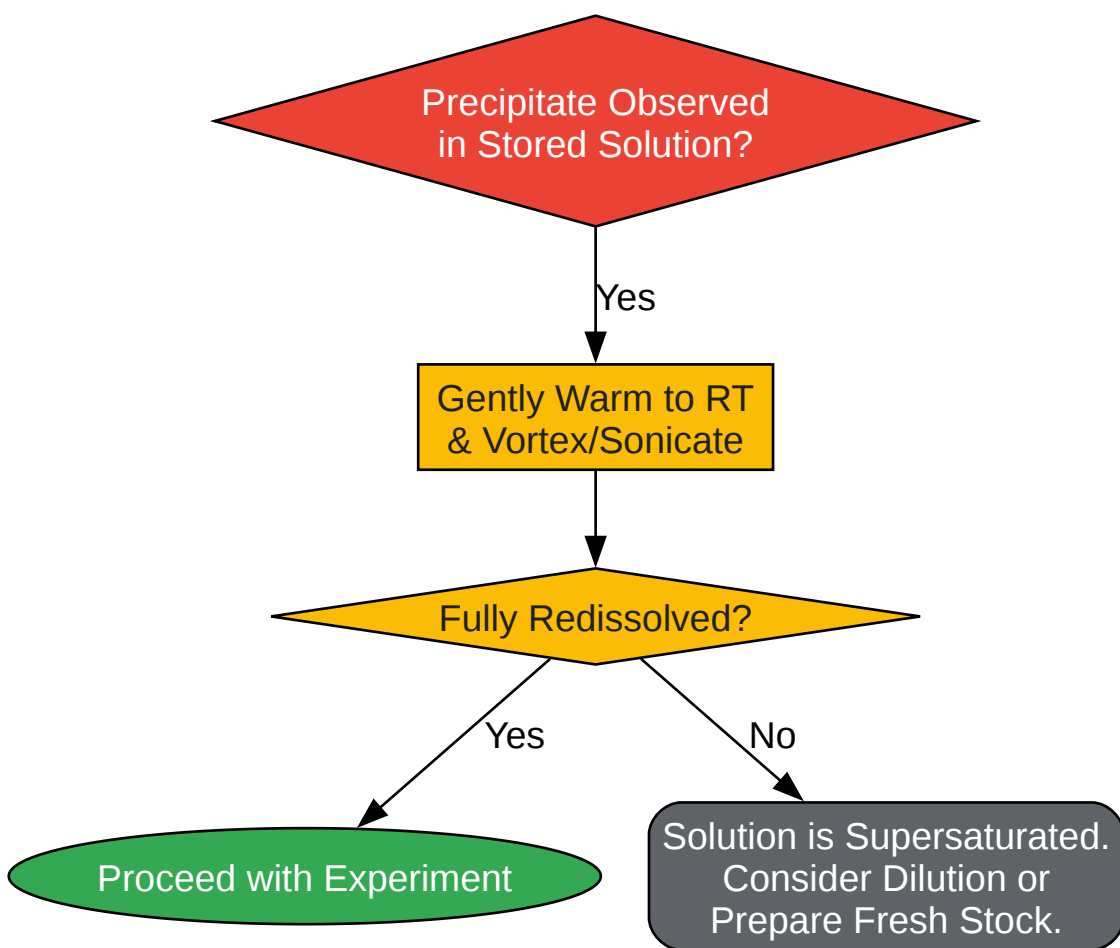 Precipitate Observed
in Stored Solution?
Yes
Gently Warm to RT
& Vortex/Sonicate
Fully Redissolved?
Yes
No
Proceed with Experiment
Solution is Supersaturated.
Consider Dilution or
Prepare Fresh Stock.